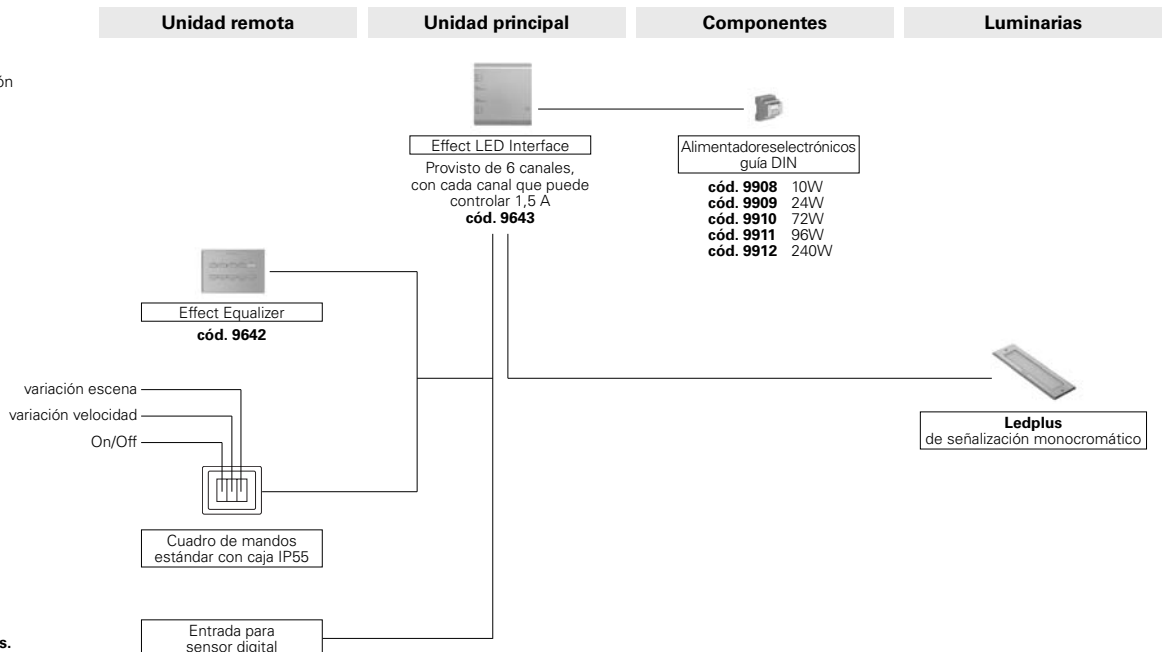 Unidad remota
Unidad principal
Componentes
Luminarias
ón
Effect LED Interface
Provisto de 6 canales,
con cada canal que puede
controlar 1,5 A
cód. 9643
Alimentadoreselectrónicos
guía DIN
cód. 9908 10W
cód. 9909 24W
cód. 9910 72W
cód. 9911 96W
cód. 9912 240W
Effect Equalizer
cód. 9642
variación escena
variación velocidad
On/Off
Ledplus
de señalización monocromático
Cuadro de mandos
estándar con caja IP55
Entrada para
sensor digital
s.